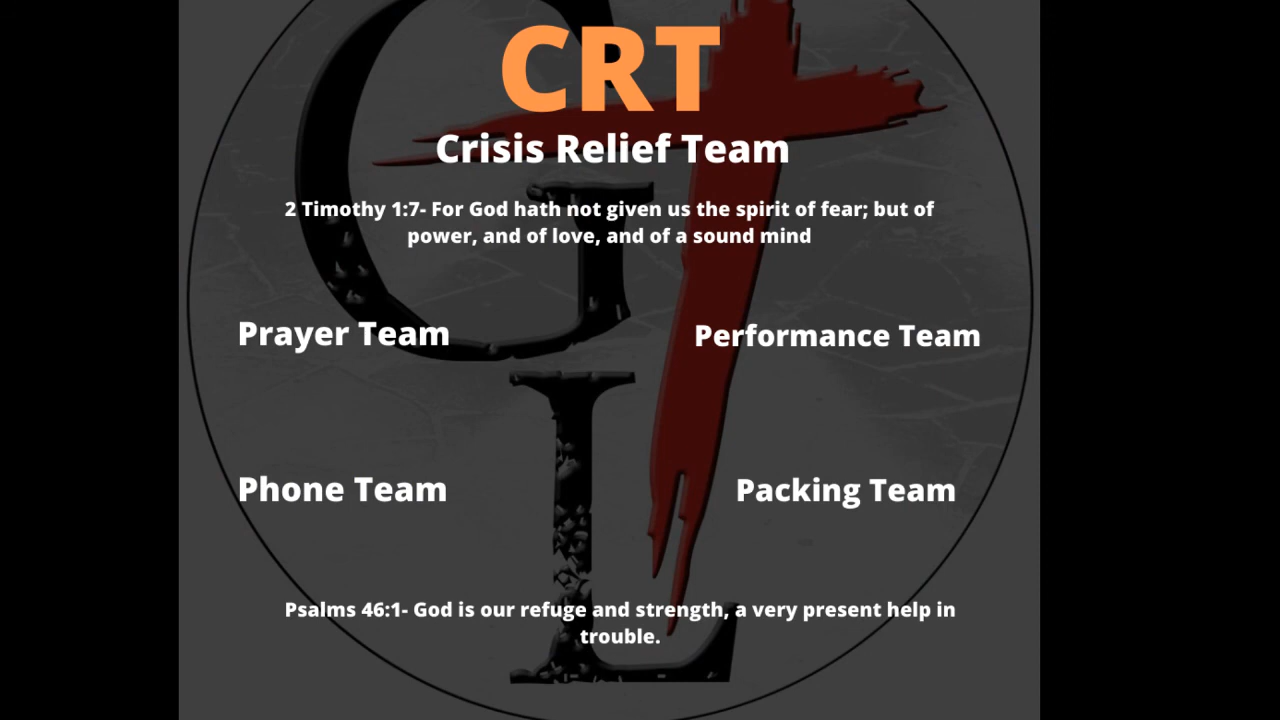 CRT
Crisis Relief Team
2 Timothy 1:7- For God hath not given us the spirit of fear; but of
power, and of love, and of a sound mind
Prayer Team
Performance Team
Phone Team
Packing Team
Psalms 46:1- God is our refuge and strength, a very present help in
trouble.
G
L